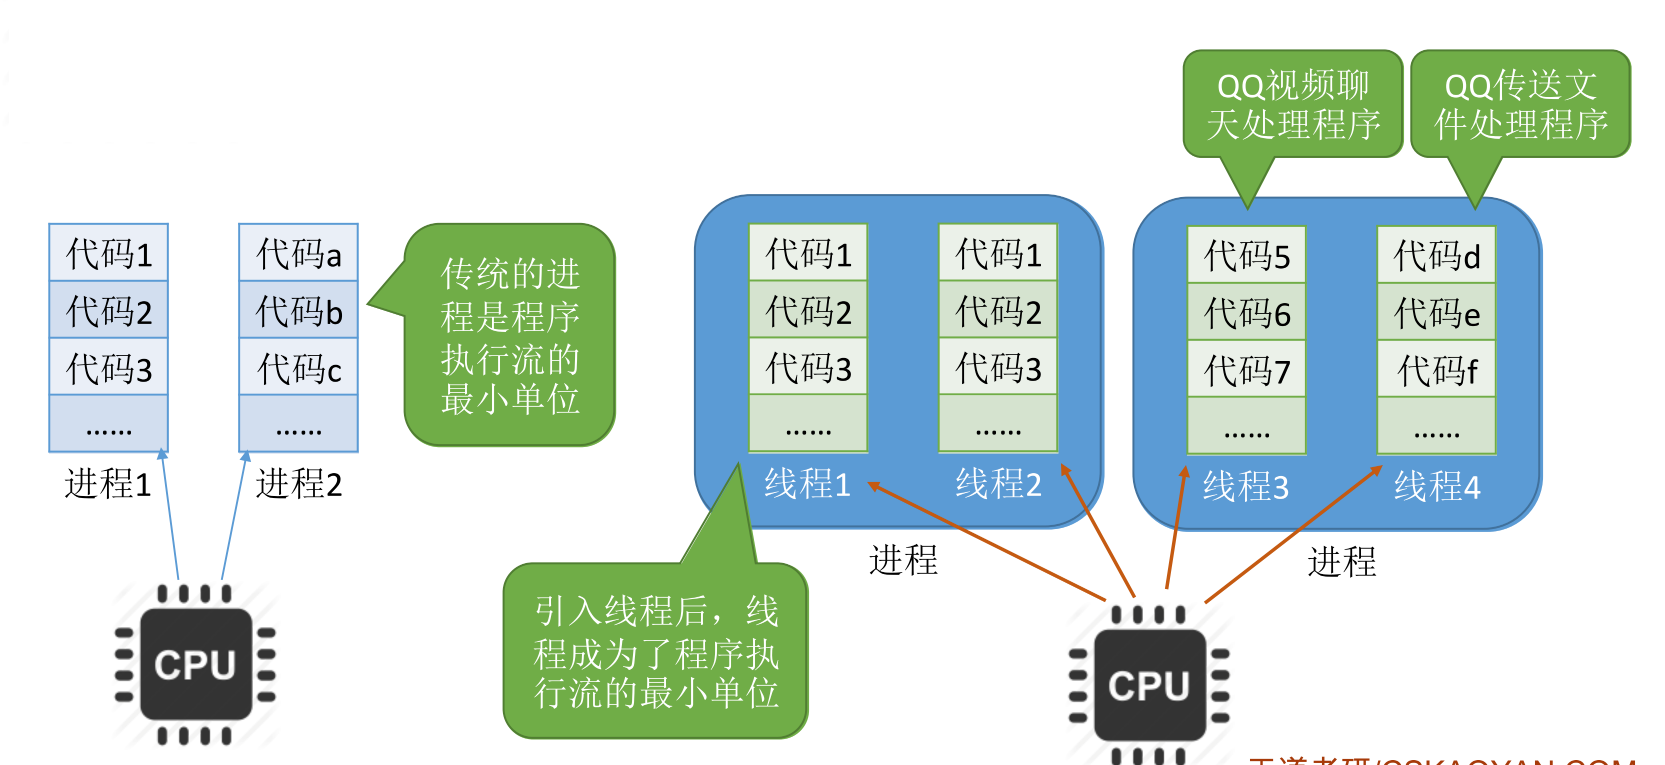 QQ视频聊
天处理程序
QQ传送文
件处理程序
代码1
代码2
代码3
......
进程1
代码a
代码b
代码c
......
进程2
传统的进
程是程序
执行流的
最小单位
代码1
代码2
代码3
......
线程1
代码1
代码2
代码3
......
线程2
进程
代码5
代码6
代码7
......
线程3
代码d
代码e
代码f
......
线程4
进程
引入线程后，线
程成为了程序执
行流的最小单位
CPU
CPU
王道考研/CSKAOYAN.COM